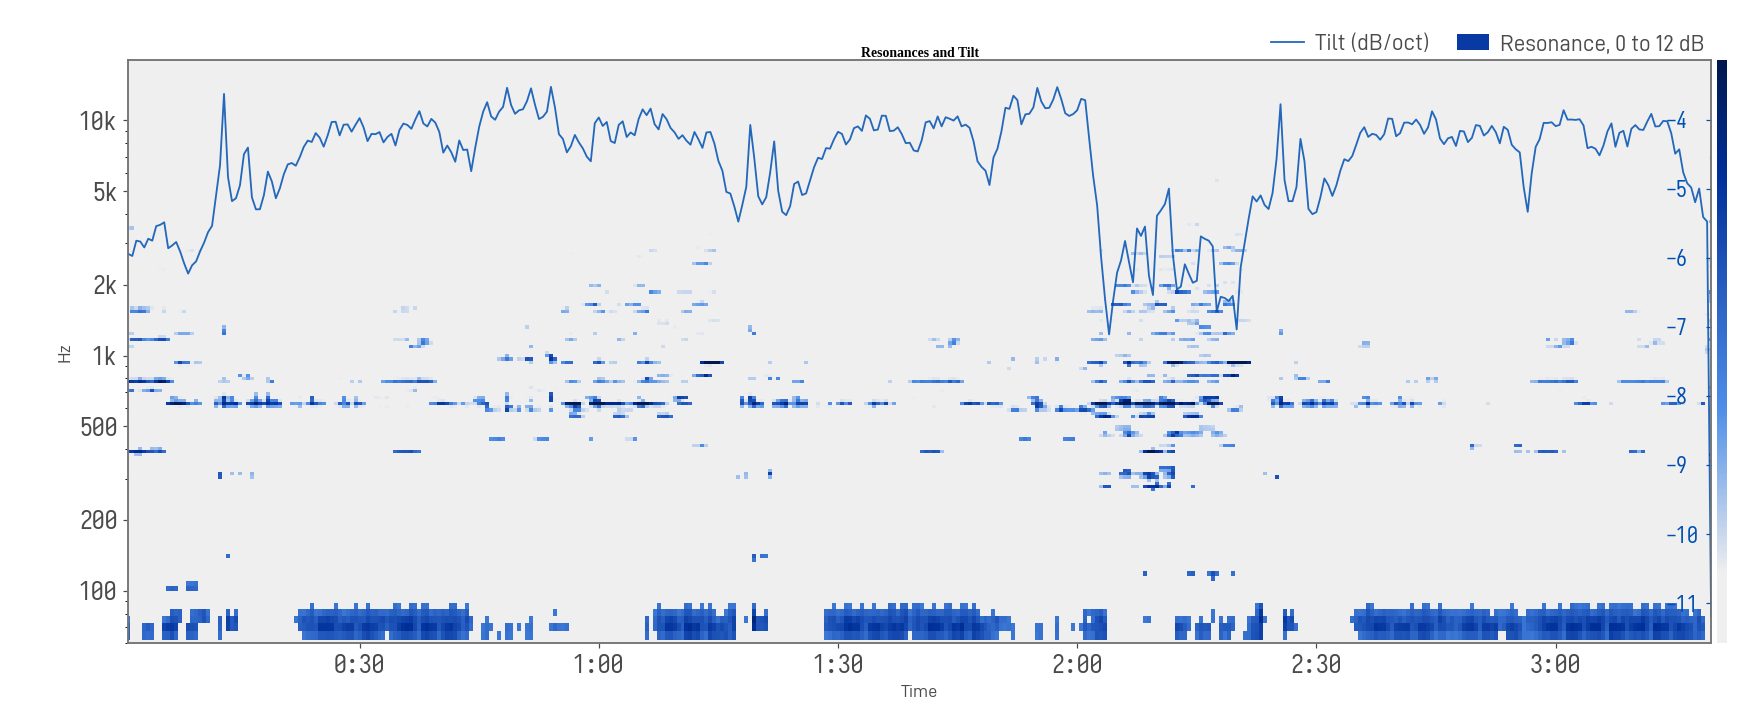 Resonances and Tilt
Tilt (dB/oct)
Resonance, 0 to 12 dB
10k
5k
2k
1k
500
200
100
Hz
-4
-5
-6
-7
-8
-9
-10
-11
0:30 1:00 1:30 2:00 2:30 3:00
Time